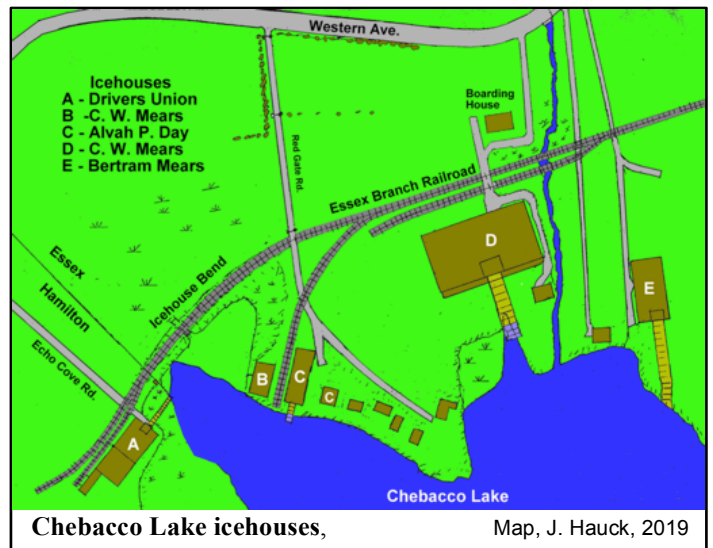 Western Ave.
Icehouses
A - Drivers Union
B -C. W. Mears
C - Alvah P. Day
D - C. W. Mears
E - Bertram Mears
Boarding
House
Red Gate Rd.
Essex Branch Railroad
D
Essex
Hamilton
Icehouse Bend
E
Echo Cove Rd.
B
C
C
A
Chebacco Lake
Chebacco Lake icehouses,
Map, J. Hauck, 2019